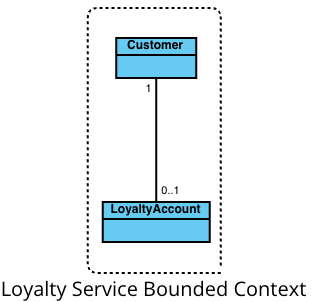 Customer
1
0..1
LoyaltyAccount
Loyalty Service Bounded Context